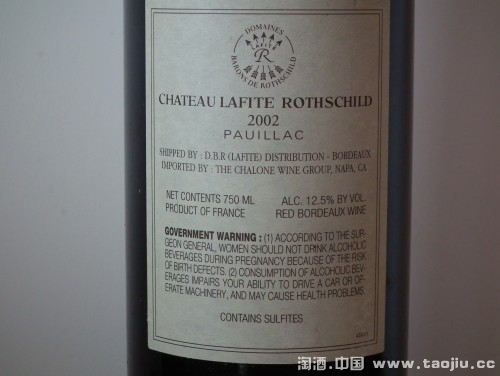 DOMAINES
LAFITE
R
BARONS DE ROTHSCHILD
CHATEAU LAFITE ROTHSCHILD
2002
PAUILLAC
SHIPPED BY : D.B.R (LAFITE) DISTRIBUTION - BORDEAUX
IMPORTED BY : THE CHALONE WINE GROUP, NAPA, CA
NET CONTENTS 750 ML ALC. 12.5% BY VOL.
PRODUCT OF FRANCE RED BORDEAUX WINE
GOVERNMENT WARNING : (1) ACCORDING TO THE SUR-
GEON GENERAL, WOMEN SHOULD NOT DRINK ALCOHOLIC
BEVERAGES DURING PREGNANCY BECAUSE OF THE RISK
OF BIRTH DEFECTS. (2) CONSUMPTION OF ALCOHOLIC BEV-
ERAGES IMPAIRS YOUR ABILITY TO DRIVE A CAR OR OP-
ERATE MACHINERY, AND MAY CAUSE HEALTH PROBLEMS.
CONTAINS SULFITES
淘酒.中国 www.taojiu.cc